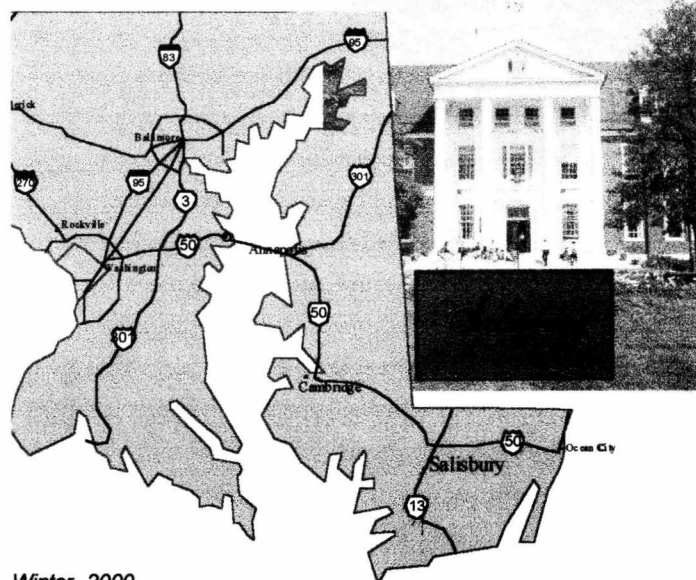 95
83
lerick
Baltimore
270
95
301
3
Rockville
50
Annapolis
Washington
50
301
Cambridge
50
Ocean City
Salisbury
13
Winter 2000